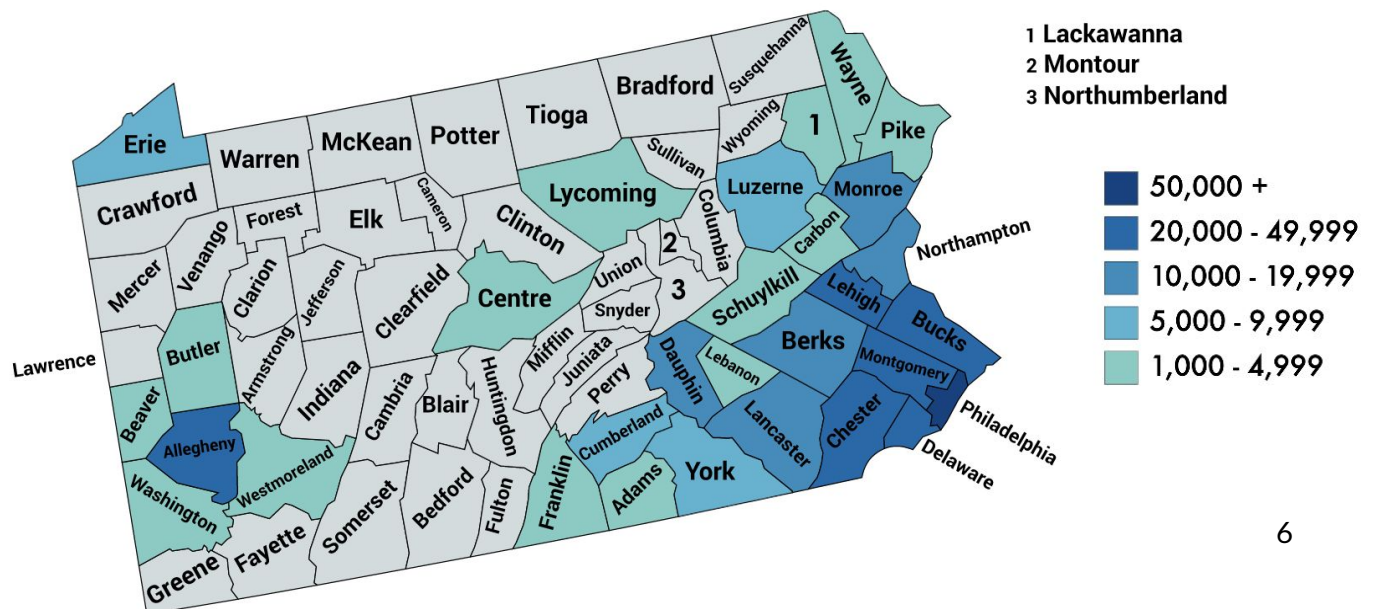 1 Lackawanna
2 Montour
3 Northumberland
50,000 +
20,000 - 49,999
10,000 - 19,999
5,000 - 9,999
1,000 - 4,999
Erie
Crawford
Warren
McKean
Potter
Tioga
Bradford
Susquehanna
Wayne
Wyoming
1
Pike
Sullivan
Lycoming
Luzerne
Monroe
Mercer
Venango
Forest
Elk
Cameron
Clinton
Columbia
2
Carbon
Northampton
Clarion
Jefferson
Clearfield
Centre
Union
3
Snyder
Schuylkill
Lehigh
Bucks
Lawrence
Butler
Armstrong
Indiana
Cambria
Blair
Huntingdon
Mifflin
Juniata
Perry
Dauphin
Lebanon
Berks
Montgomery
Philadelphia
Beaver
Allegheny
Westmoreland
Washington
Cumberland
York
Lancaster
Chester
Delaware
Greene
Fayette
Somerset
Bedford
Fulton
Franklin
Adams
6